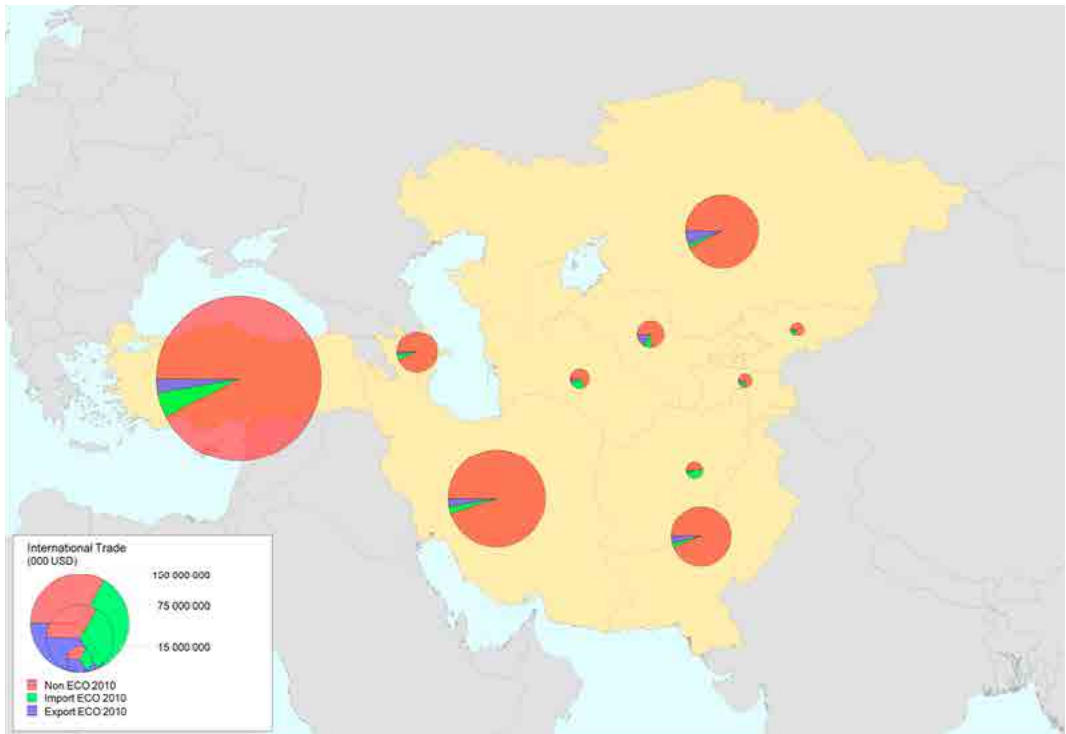 International Trade
(000 USD)
150 000 000
75 000 000
15 000 000
Non ECO 2010
Import ECO 2010
Export ECO 2010